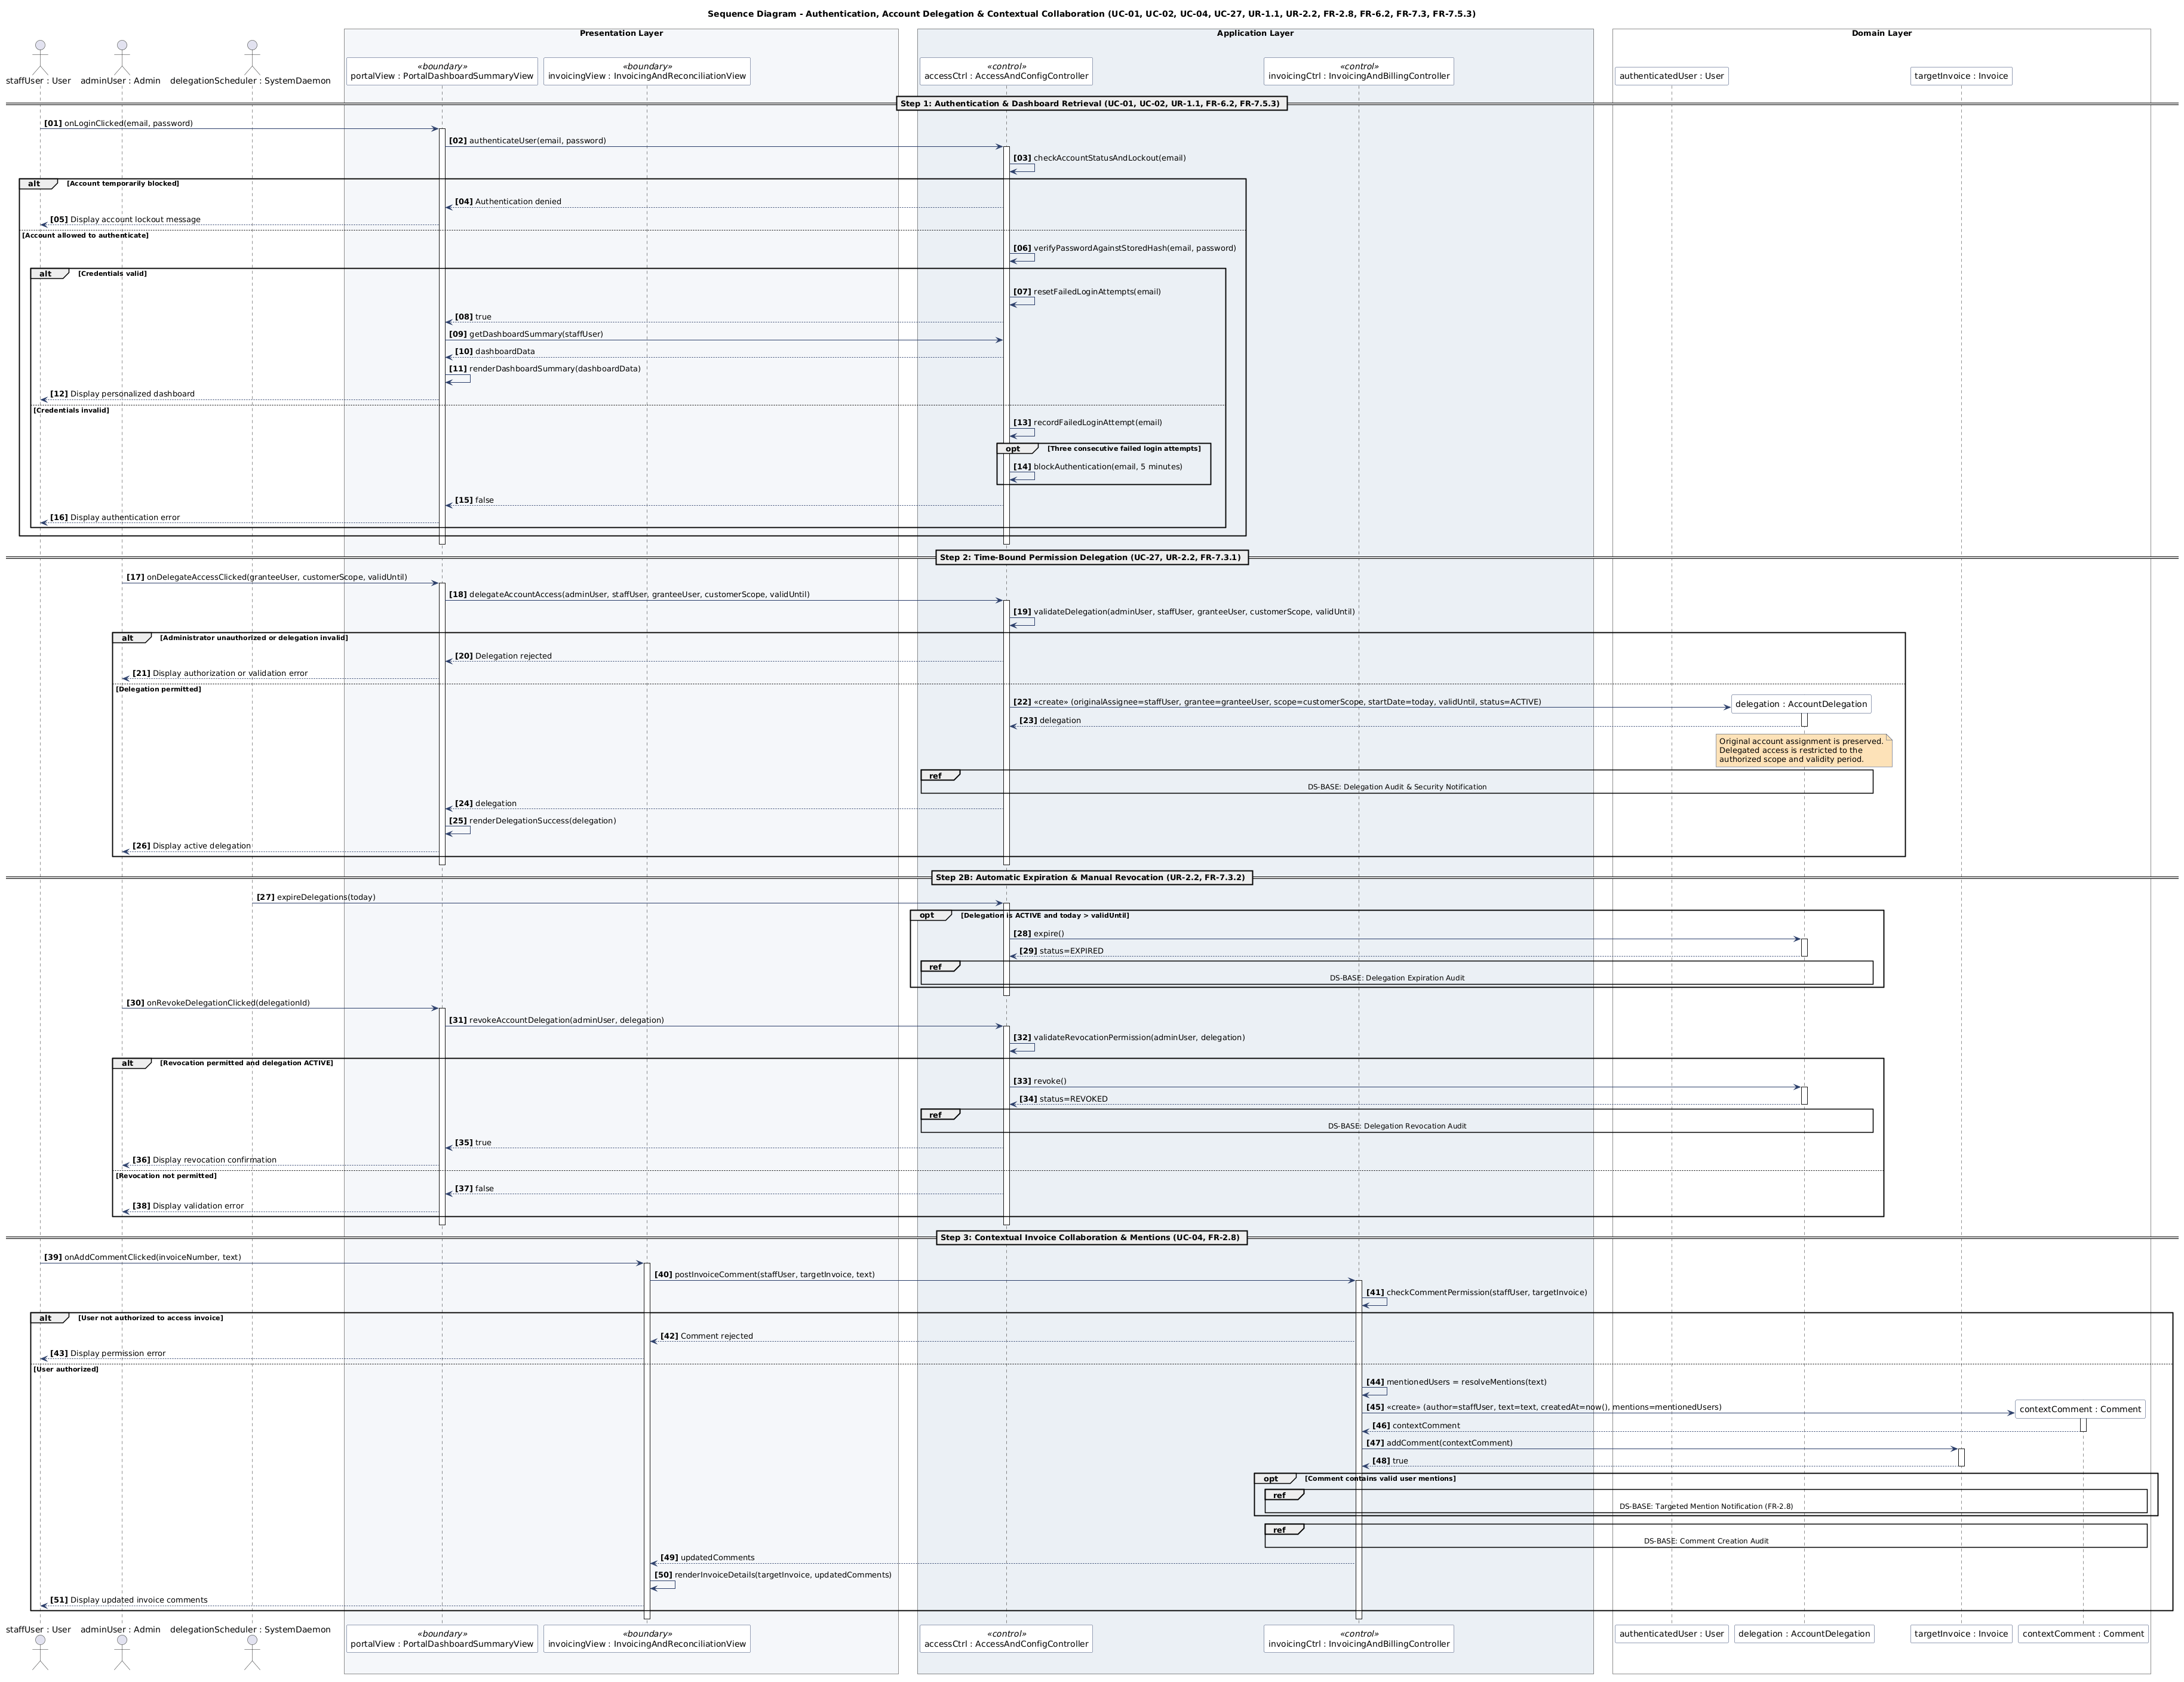 Sequence Diagram - Authentication, Account Delegation & Contextual Collaboration (UC-01, UC-02, UC-04, UC-27, UR-1.1, UR-2.2, FR-2.8, FR-6.2, FR-7.3, FR-7.5.3)
Presentation Layer
Application Layer
Domain Layer
staffUser : User
adminUser : Admin
delegationScheduler : SystemDaemon
«boundary»
portalView : PortalDashboardSummaryView
«boundary»
invoicingView : InvoicingAndReconciliationView
«control»
accessCtrl : AccessAndConfigController
«control»
invoicingCtrl : InvoicingAndBillingController
authenticatedUser : User
targetInvoice : Invoice
Step 1: Authentication & Dashboard Retrieval (UC-01, UC-02, UR-1.1, FR-6.2, FR-7.5.3)
[01] onLoginClicked(email, password)
[02] authenticateUser(email, password)
[03] checkAccountStatusAndLockout(email)
alt [Account temporarily blocked]
[04] Authentication denied
[05] Display account lockout message
[Account allowed to authenticate]
[06] verifyPasswordAgainstStoredHash(email, password)
alt [Credentials valid]
[07] resetFailedLoginAttempts(email)
[08] true
[09] getDashboardSummary(staffUser)
[10] dashboardData
[11] renderDashboardSummary(dashboardData)
[12] Display personalized dashboard
[Credentials invalid]
[13] recordFailedLoginAttempt(email)
opt [Three consecutive failed login attempts]
[14] blockAuthentication(email, 5 minutes)
[15] false
[16] Display authentication error
Step 2: Time-Bound Permission Delegation (UC-27, UR-2.2, FR-7.3.1)
[17] onDelegateAccessClicked(granteeUser, customerScope, validUntil)
[18] delegateAccountAccess(adminUser, staffUser, granteeUser, customerScope, validUntil)
[19] validateDelegation(adminUser, staffUser, granteeUser, customerScope, validUntil)
alt [Administrator unauthorized or delegation invalid]
[20] Delegation rejected
[21] Display authorization or validation error
[Delegation permitted]
[22] «create» (originalAssignee=staffUser, grantee=granteeUser, scope=customerScope, startDate=today, validUntil, status=ACTIVE)
delegation : AccountDelegation
[23] delegation
Original account assignment is preserved.
Delegated access is restricted to the
authorized scope and validity period.
ref
DS-BASE: Delegation Audit & Security Notification
[24] delegation
[25] renderDelegationSuccess(delegation)
[26] Display active delegation
Step 2B: Automatic Expiration & Manual Revocation (UR-2.2, FR-7.3.2)
[27] expireDelegations(today)
opt [Delegation is ACTIVE and today > validUntil]
[28] expire()
[29] status=EXPIRED
ref
DS-BASE: Delegation Expiration Audit
[30] onRevokeDelegationClicked(delegationId)
[31] revokeAccountDelegation(adminUser, delegation)
[32] validateRevocationPermission(adminUser, delegation)
alt [Revocation permitted and delegation ACTIVE]
[33] revoke()
[34] status=REVOKED
ref
DS-BASE: Delegation Revocation Audit
[35] true
[36] Display revocation confirmation
[Revocation not permitted]
[37] false
[38] Display validation error
Step 3: Contextual Invoice Collaboration & Mentions (UC-04, FR-2.8)
[39] onAddCommentClicked(invoiceNumber, text)
[40] postInvoiceComment(staffUser, targetInvoice, text)
[41] checkCommentPermission(staffUser, targetInvoice)
alt [User not authorized to access invoice]
[42] Comment rejected
[43] Display permission error
[User authorized]
[44] mentionedUsers = resolveMentions(text)
[45] «create» (author=staffUser, text=text, createdAt=now(), mentions=mentionedUsers)
contextComment : Comment
[46] contextComment
[47] addComment(contextComment)
[48] true
opt [Comment contains valid user mentions]
ref
DS-BASE: Targeted Mention Notification (FR-2.8)
ref
DS-BASE: Comment Creation Audit
[49] updatedComments
[50] renderInvoiceDetails(targetInvoice, updatedComments)
[51] Display updated invoice comments
staffUser : User
adminUser : Admin
delegationScheduler : SystemDaemon
«boundary»
portalView : PortalDashboardSummaryView
«boundary»
invoicingView : InvoicingAndReconciliationView
«control»
accessCtrl : AccessAndConfigController
«control»
invoicingCtrl : InvoicingAndBillingController
authenticatedUser : User
delegation : AccountDelegation
targetInvoice : Invoice
contextComment : Comment